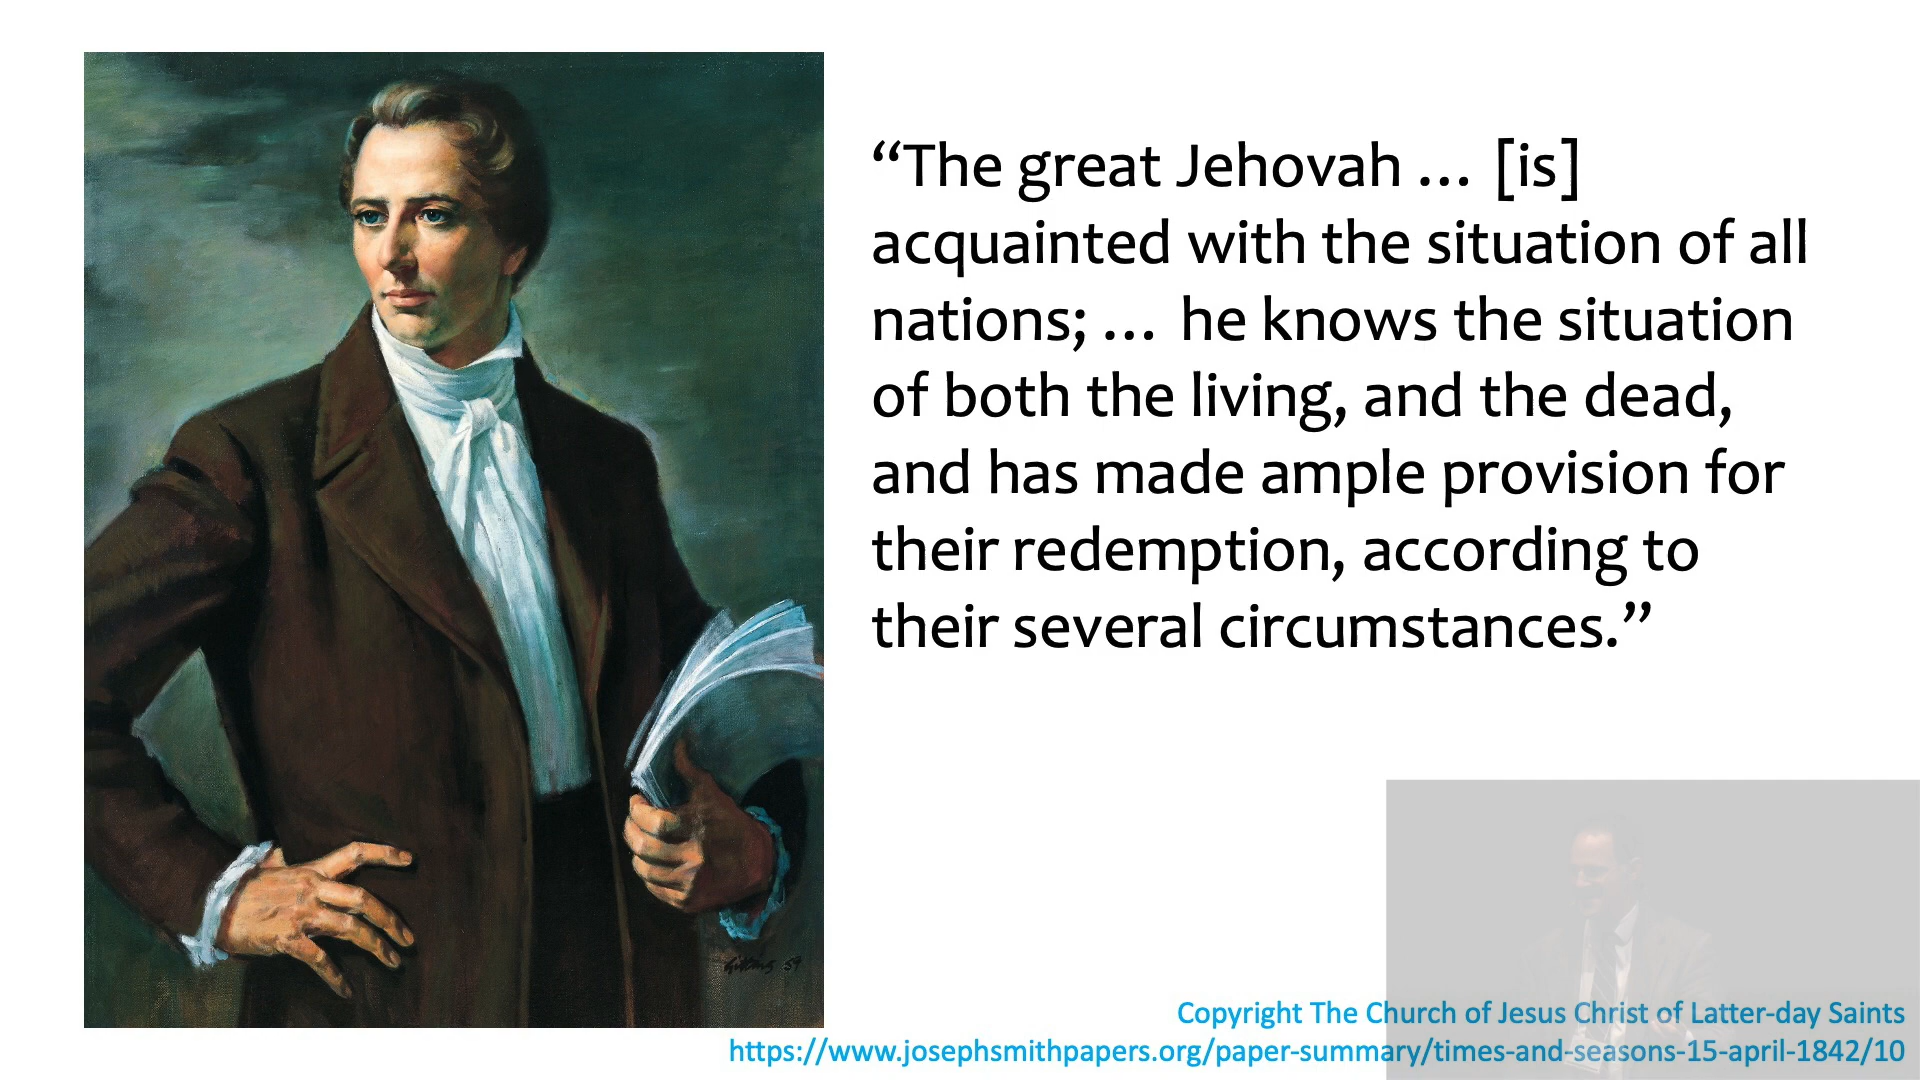 “The great Jehovah … [is]
acquainted with the situation of all
nations; … he knows the situation
of both the living, and the dead,
and has made ample provision for
their redemption, according to
their several circumstances.”
Copyright The Church of Jesus Christ of Latter-day Saints
https://www.josephsmithpapers.org/paper-summary/times-and-seasons-15-april-1842/10